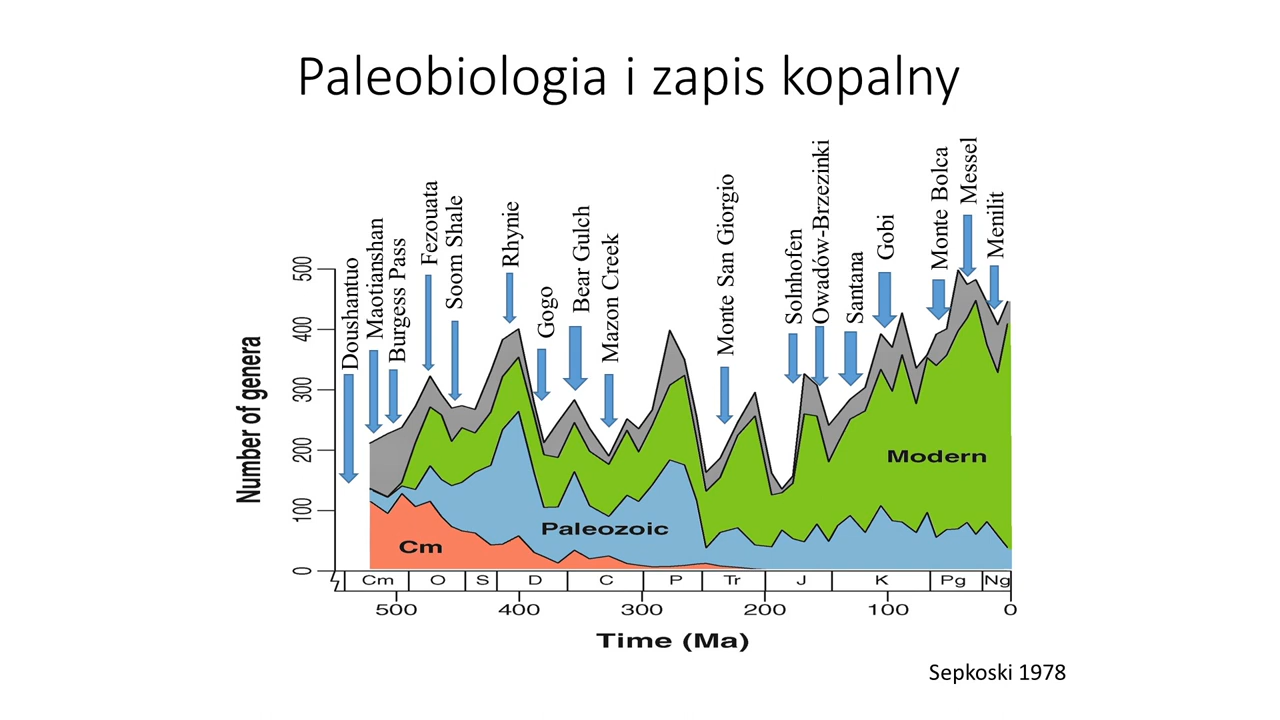 Paleobiologia i zapis kopalny
Doushantuo
Maotianshan
Burgess Pass
Fezouata
Soom Shale
Rhynie
Gogo
Bear Gulch
Mazon Creek
Monte San Giorgio
Solnhofen
Owadów-Brzezinki
Santana
Gobi
Monte Bolca
Messel
Menilit
Number of genera
500
400
300
200
100
0
Modern
Paleozoic
Cm
Cm O S D C P Tr J K Pg Ng
500 400 300 200 100 0
Time (Ma)
Sepkoski 1978